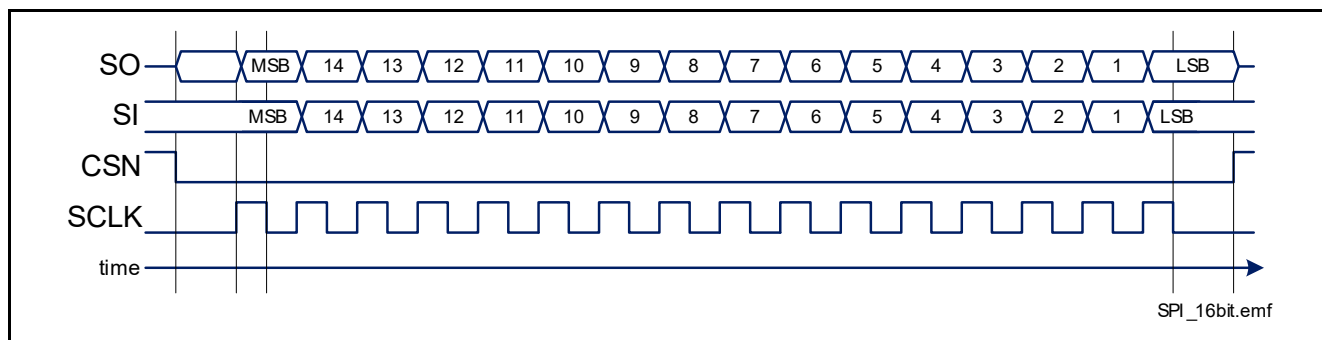 SO MSB 14 13 12 11 10 9 8 7 6 5 4 3 2 1 LSB
SI MSB 14 13 12 11 10 9 8 7 6 5 4 3 2 1 LSB
CSN
SCLK
time
SPI_16bit.emf